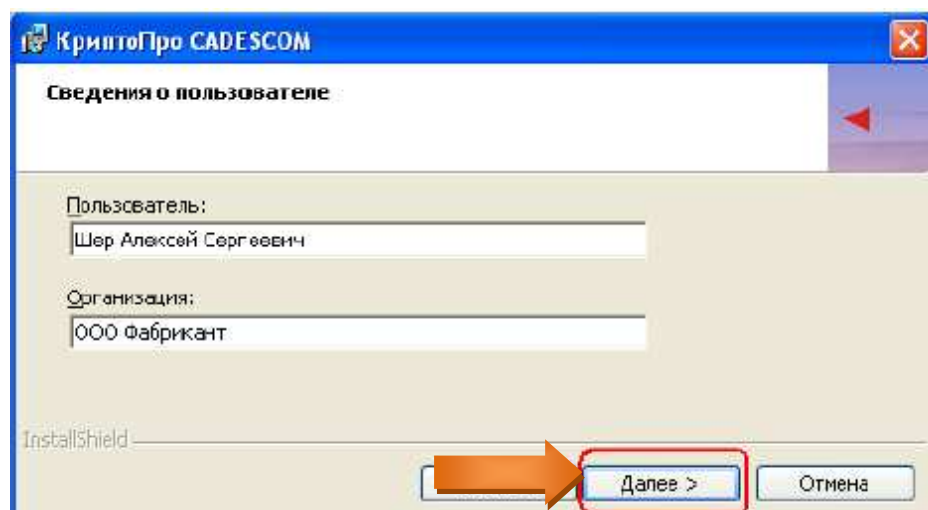 КриптоПро CADESCOM
Сведения о пользователе
Пользователь:
Шер Алексей Сергеевич
Организация:
ООО Фабрикант
InstallShield
Далее >
Отмена